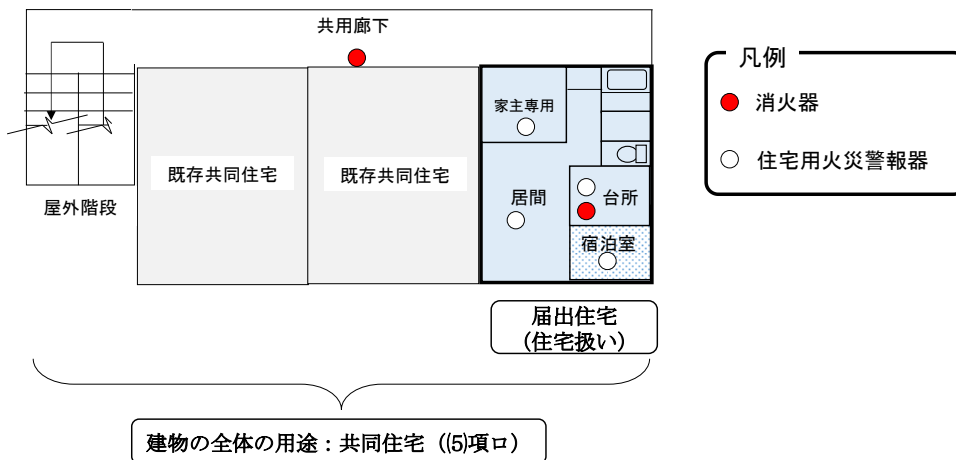 共用廊下
凡例
消火器
住宅用火災警報器
家主専用
既存共同住宅
既存共同住宅
居間
台所
宿泊室
屋外階段
届出住宅
(住宅扱い)
建物の全体の用途：共同住宅（(5)項ロ）